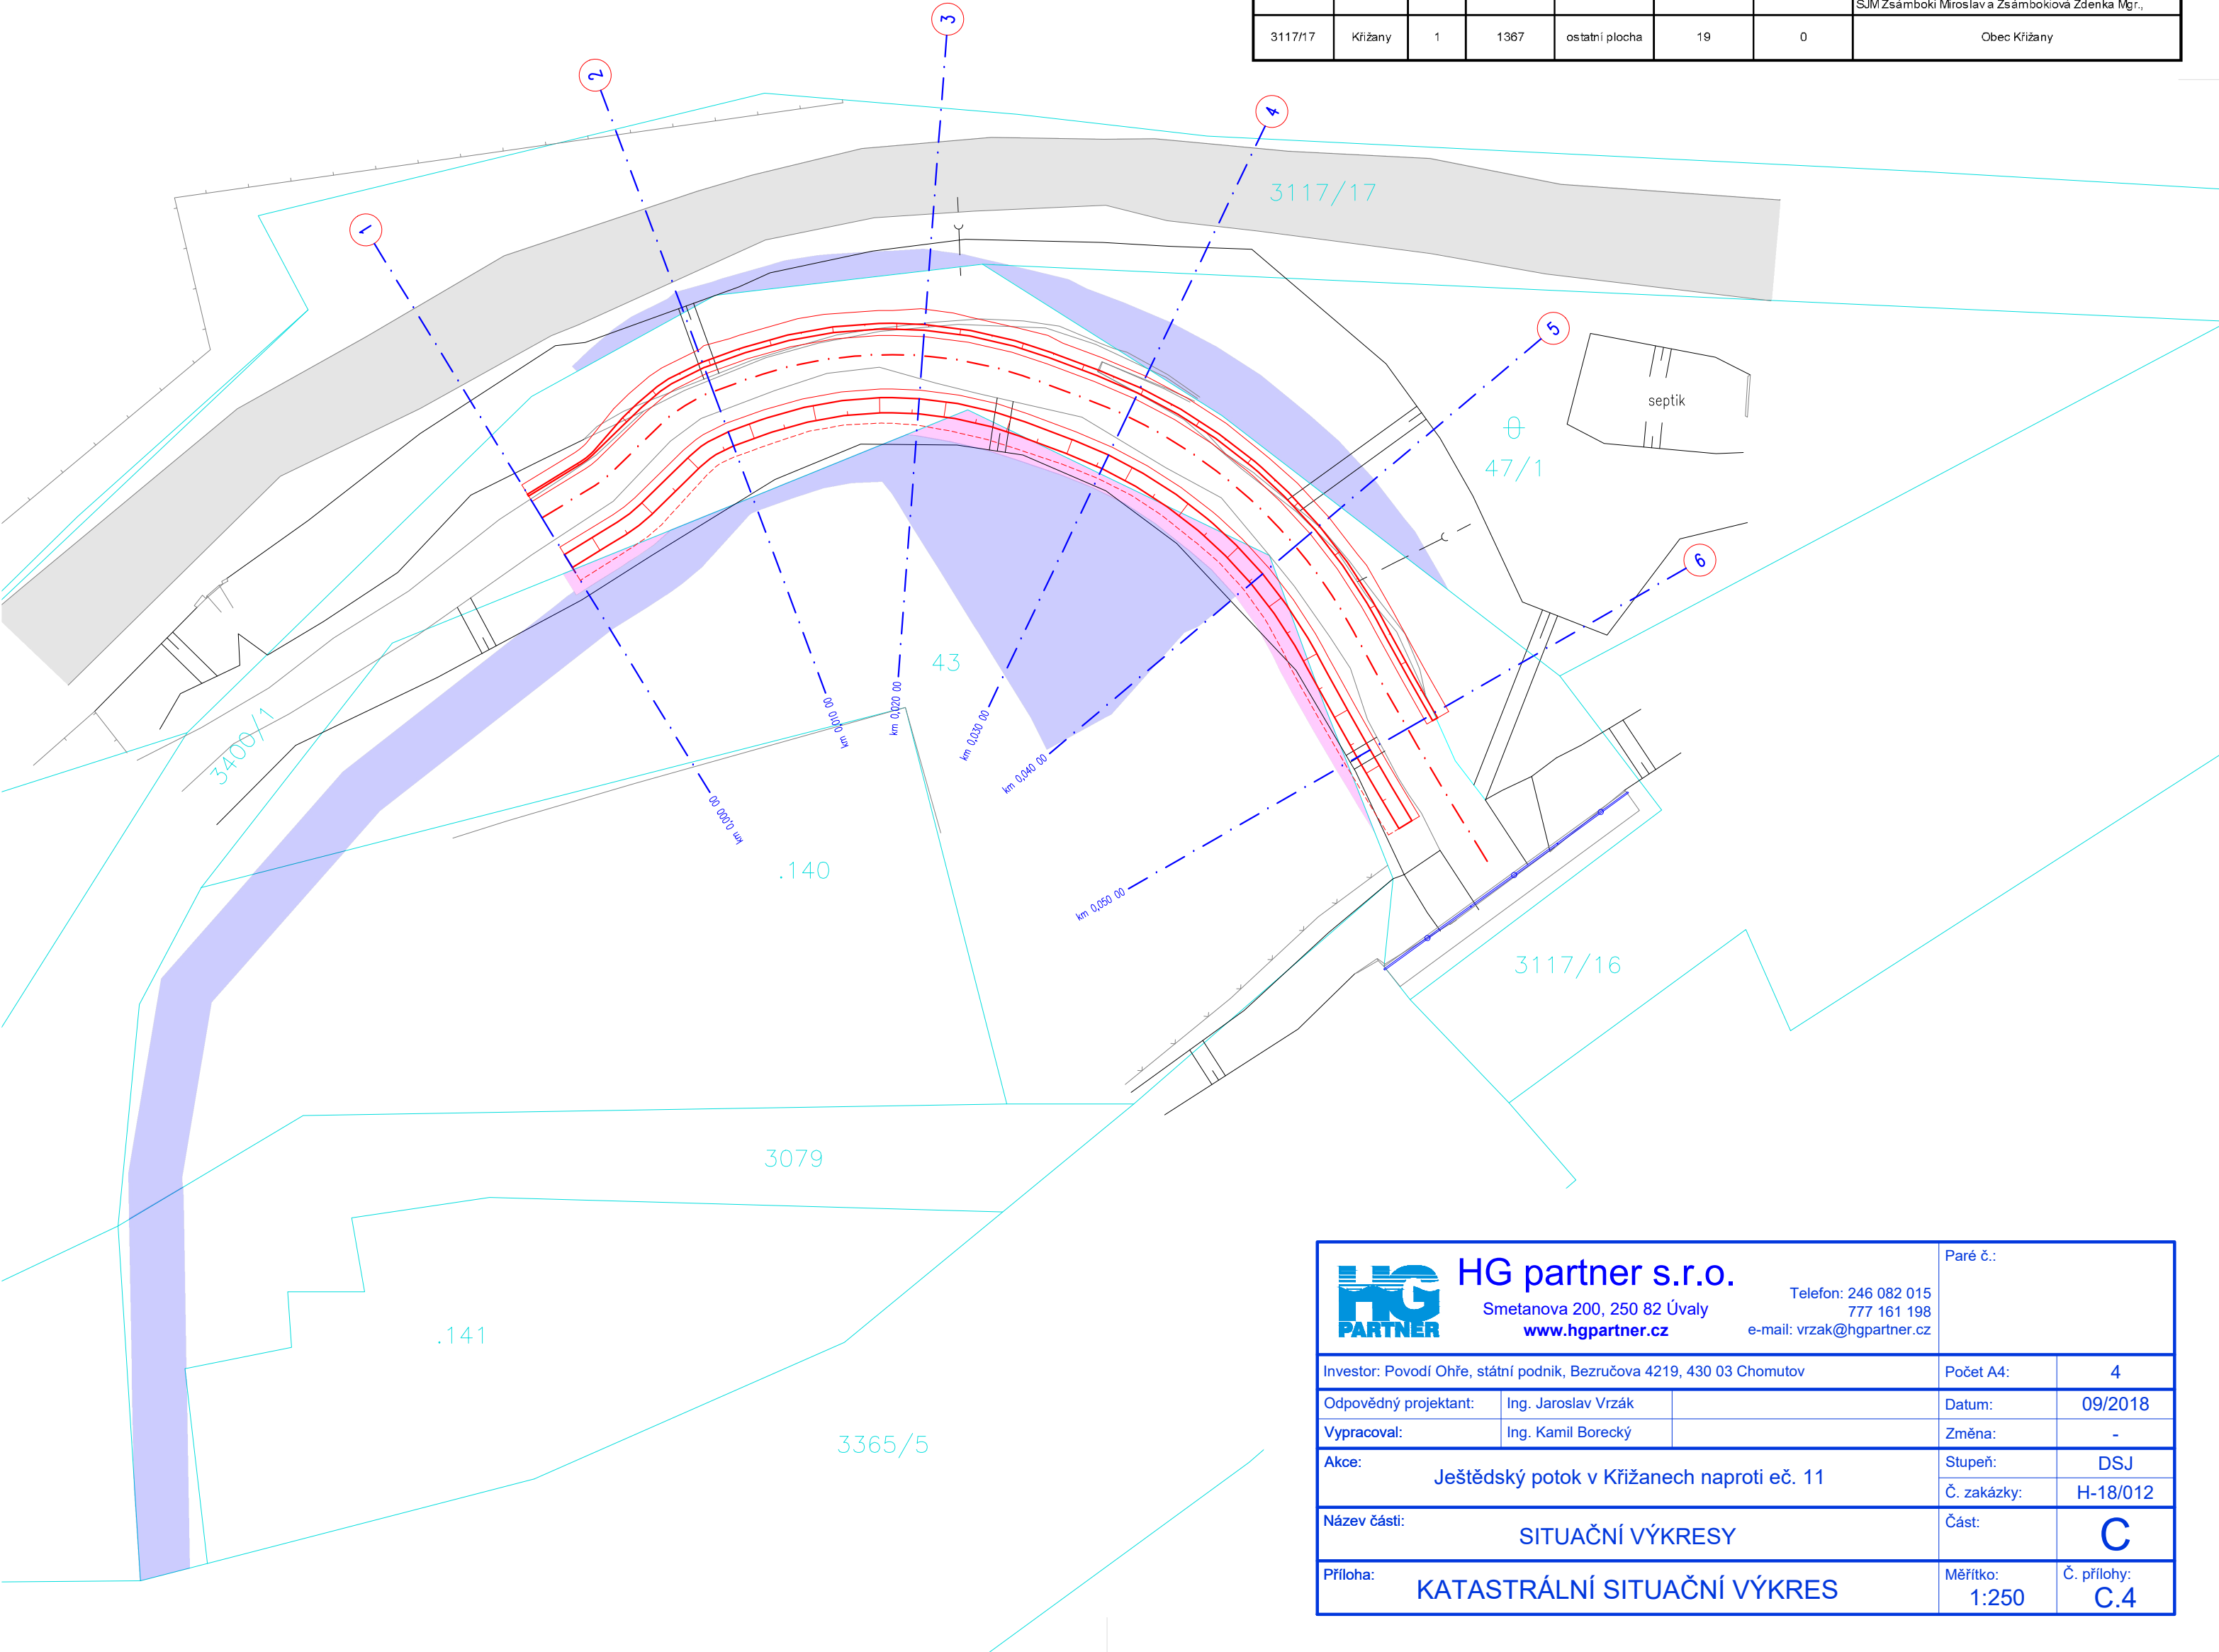 SJM Zsámboki Miroslav a Zsámbokiová Zdenka Mgr.,
3117/17 Křižany 1 1367 ostatní plocha 19 0 Obec Křižany
3
2
4
1
3117/17
5
septik
0
47/1
6
43
3400/1
km 0,000 00
km 0,010 00
km 0,020 00
km 0,030 00
km 0,040 00
km 0,050 00
.140
3117/16
3079
.141
3365/5
HG PARTNER
HG partner s.r.o.
Smetanova 200, 250 82 Úvaly
www.hgpartner.cz
Telefon: 246 082 015
777 161 198
e-mail: vrzak@hgpartner.cz
Paré č.:
Investor: Povodí Ohře, státní podnik, Bezručova 4219, 430 03 Chomutov
Počet A4: 4
Odpovědný projektant: Ing. Jaroslav Vrzák
Datum: 09/2018
Vypracoval: Ing. Kamil Borecký
Změna: -
Akce: Ještědský potok v Křižanech naproti eč. 11
Stupeň: DSJ
Č. zakázky: H-18/012
Název části: SITUAČNÍ VÝKRESY
Část: C
Příloha: KATASTRÁLNÍ SITUAČNÍ VÝKRES
Měřítko: 1:250
Č. přílohy: C.4